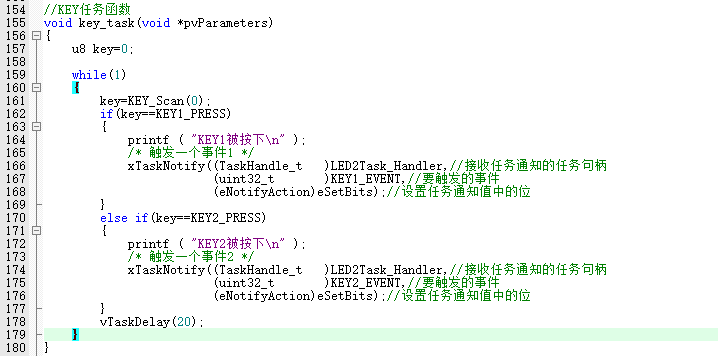 154 //KEY任务函数
155 void key_task(void *pvParameters)
156 {
157 u8 key=0;
158
159 while(1)
160 {
161 key=KEY_Scan(0);
162 if(key==KEY1_PRESS)
163 {
164 printf ( "KEY1被按下\n" );
165 /* 触发一个事件1 */
166 xTaskNotify((TaskHandle_t )LED2Task_Handler,//接收任务通知的任务句柄
167 (uint32_t )KEY1_EVENT,//要触发的事件
168 (eNotifyAction)eSetBits);//设置任务通知值中的位
169 }
170 else if(key==KEY2_PRESS)
171 {
172 printf ( "KEY2被按下\n" );
173 /* 触发一个事件2 */
174 xTaskNotify((TaskHandle_t )LED2Task_Handler,//接收任务通知的任务句柄
175 (uint32_t )KEY2_EVENT,//要触发的事件
176 (eNotifyAction)eSetBits);//设置任务通知值中的位
177 }
178 vTaskDelay(20);
179 }
180 }